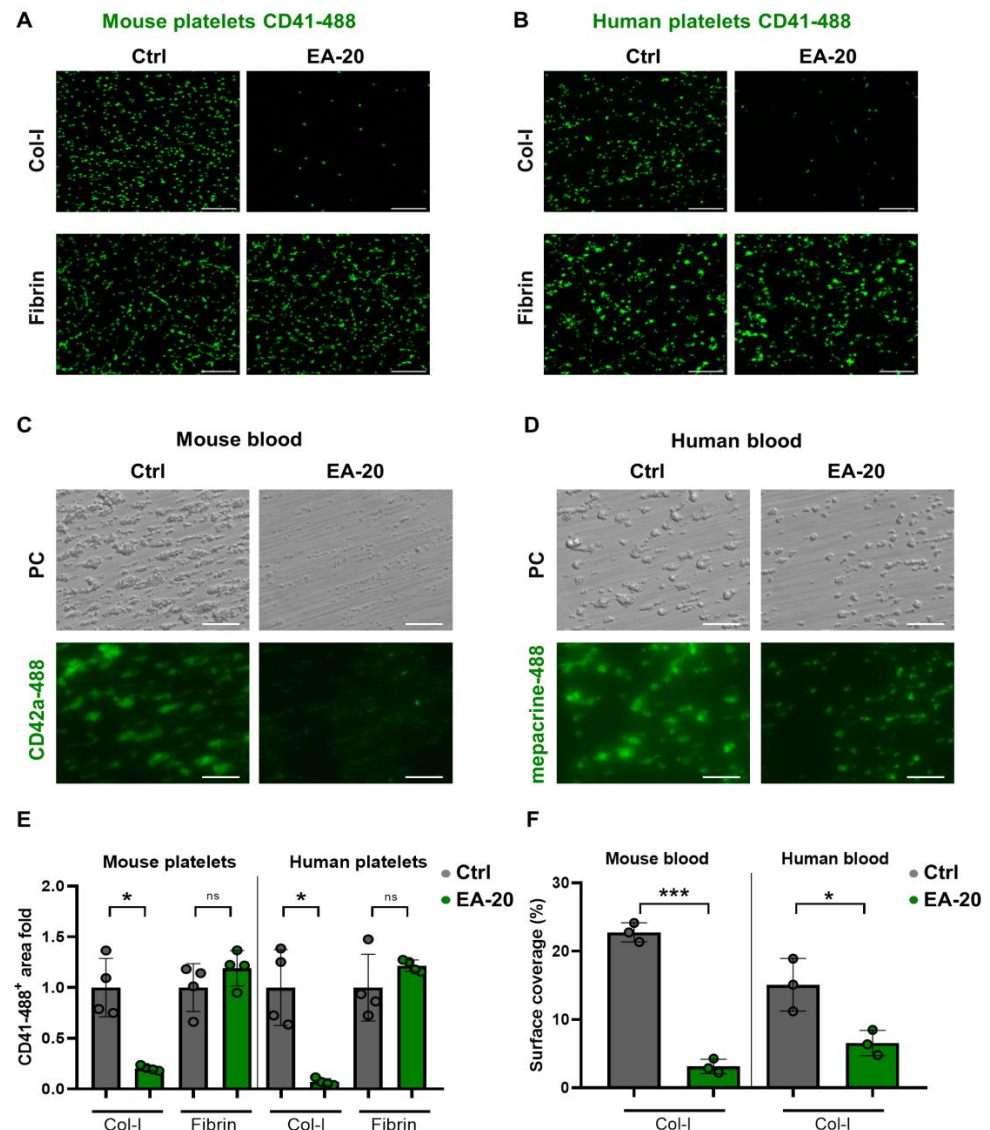 A
Mouse platelets CD41-488
Ctrl
EA-20
Col-I
Fibrin
B
Human platelets CD41-488
Ctrl
EA-20
Col-I
Fibrin
C
Mouse blood
Ctrl
EA-20
PC
CD42a-488
D
Human blood
Ctrl
EA-20
PC
mepacrine-488
E
Mouse platelets
Human platelets
Ctrl
EA-20
CD41-488⁺ area fold
2.0
1.5
1.0
0.5
0.0
*
ns
*
ns
Col-I
Fibrin
Col-I
Fibrin
F
Mouse blood
Human blood
Ctrl
EA-20
Surface coverage (%)
30
20
10
0
***
*
Col-I
Col-I